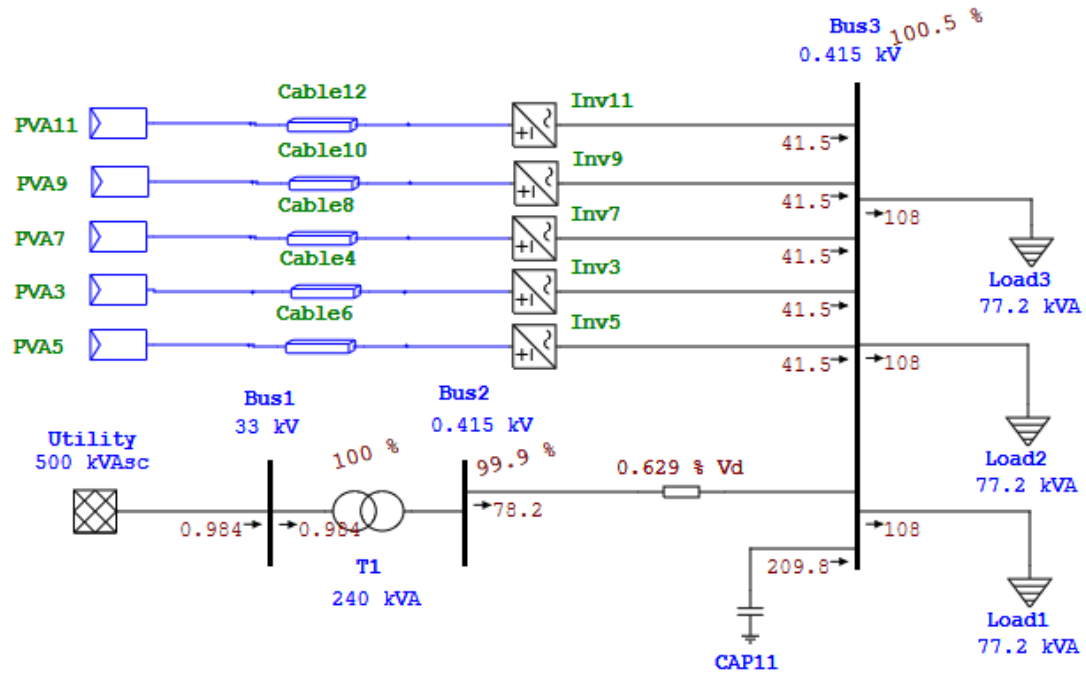 Bus3
100.5 %
0.415 kV
Cable12
Inv11
PVA11
41.5
Cable10
Inv9
PVA9
41.5
108
Cable8
Inv7
PVA7
41.5
Load3
77.2 kVA
Cable4
Inv3
PVA3
41.5
Cable6
Inv5
PVA5
41.5
108
Bus1
33 kV
Bus2
0.415 kV
Utility
500 kVAsc
100 %
99.9 %
0.629 % Vd
Load2
77.2 kVA
0.984
0.984
78.2
108
T1
240 kVA
209.8
CAP11
Load1
77.2 kVA